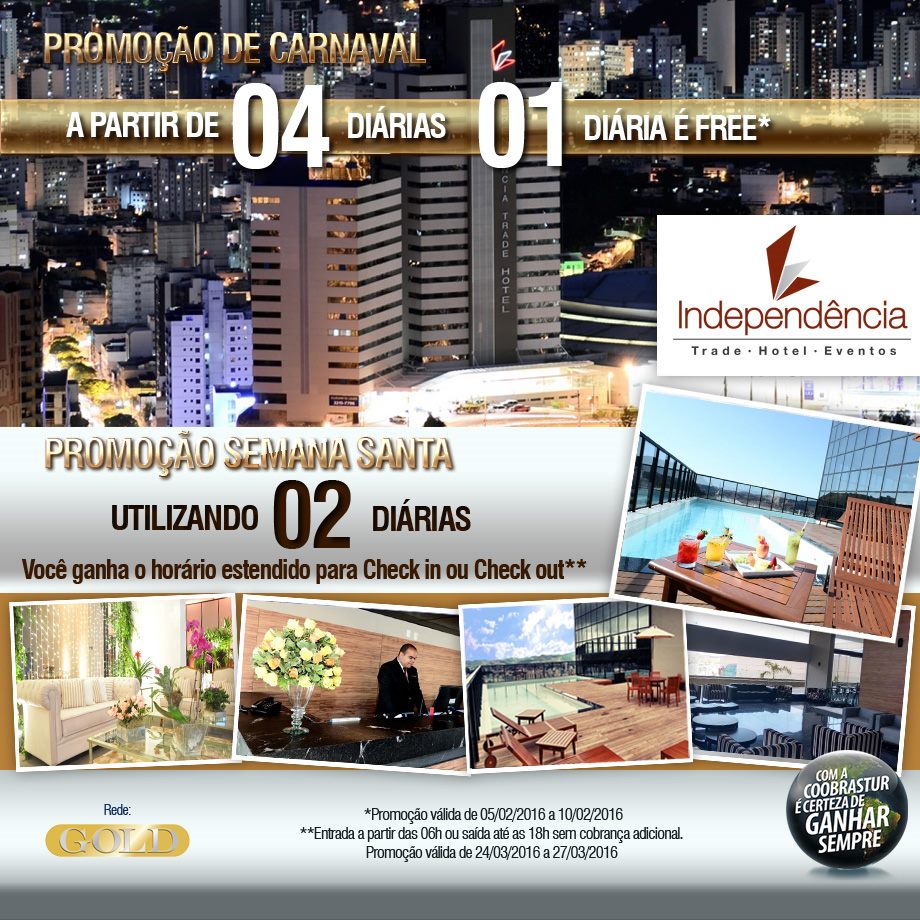 PROMOÇÃO DE CARNAVAL
A PARTIR DE 04 DIÁRIAS 01 DIÁRIA É FREE*
CIA TRADE HOTEL
Independência
Trade · Hotel · Eventos
PROMOÇÃO SEMANA SANTA
UTILIZANDO 02 DIÁRIAS
Você ganha o horário estendido para Check in ou Check out**
COM A
COOBRASTUR
É CERTEZA DE
GANHAR
SEMPRE
Rede:
GOLD
*Promoção válida de 05/02/2016 a 10/02/2016
**Entrada a partir das 06h ou saída até as 18h sem cobrança adicional.
Promoção válida de 24/03/2016 a 27/03/2016